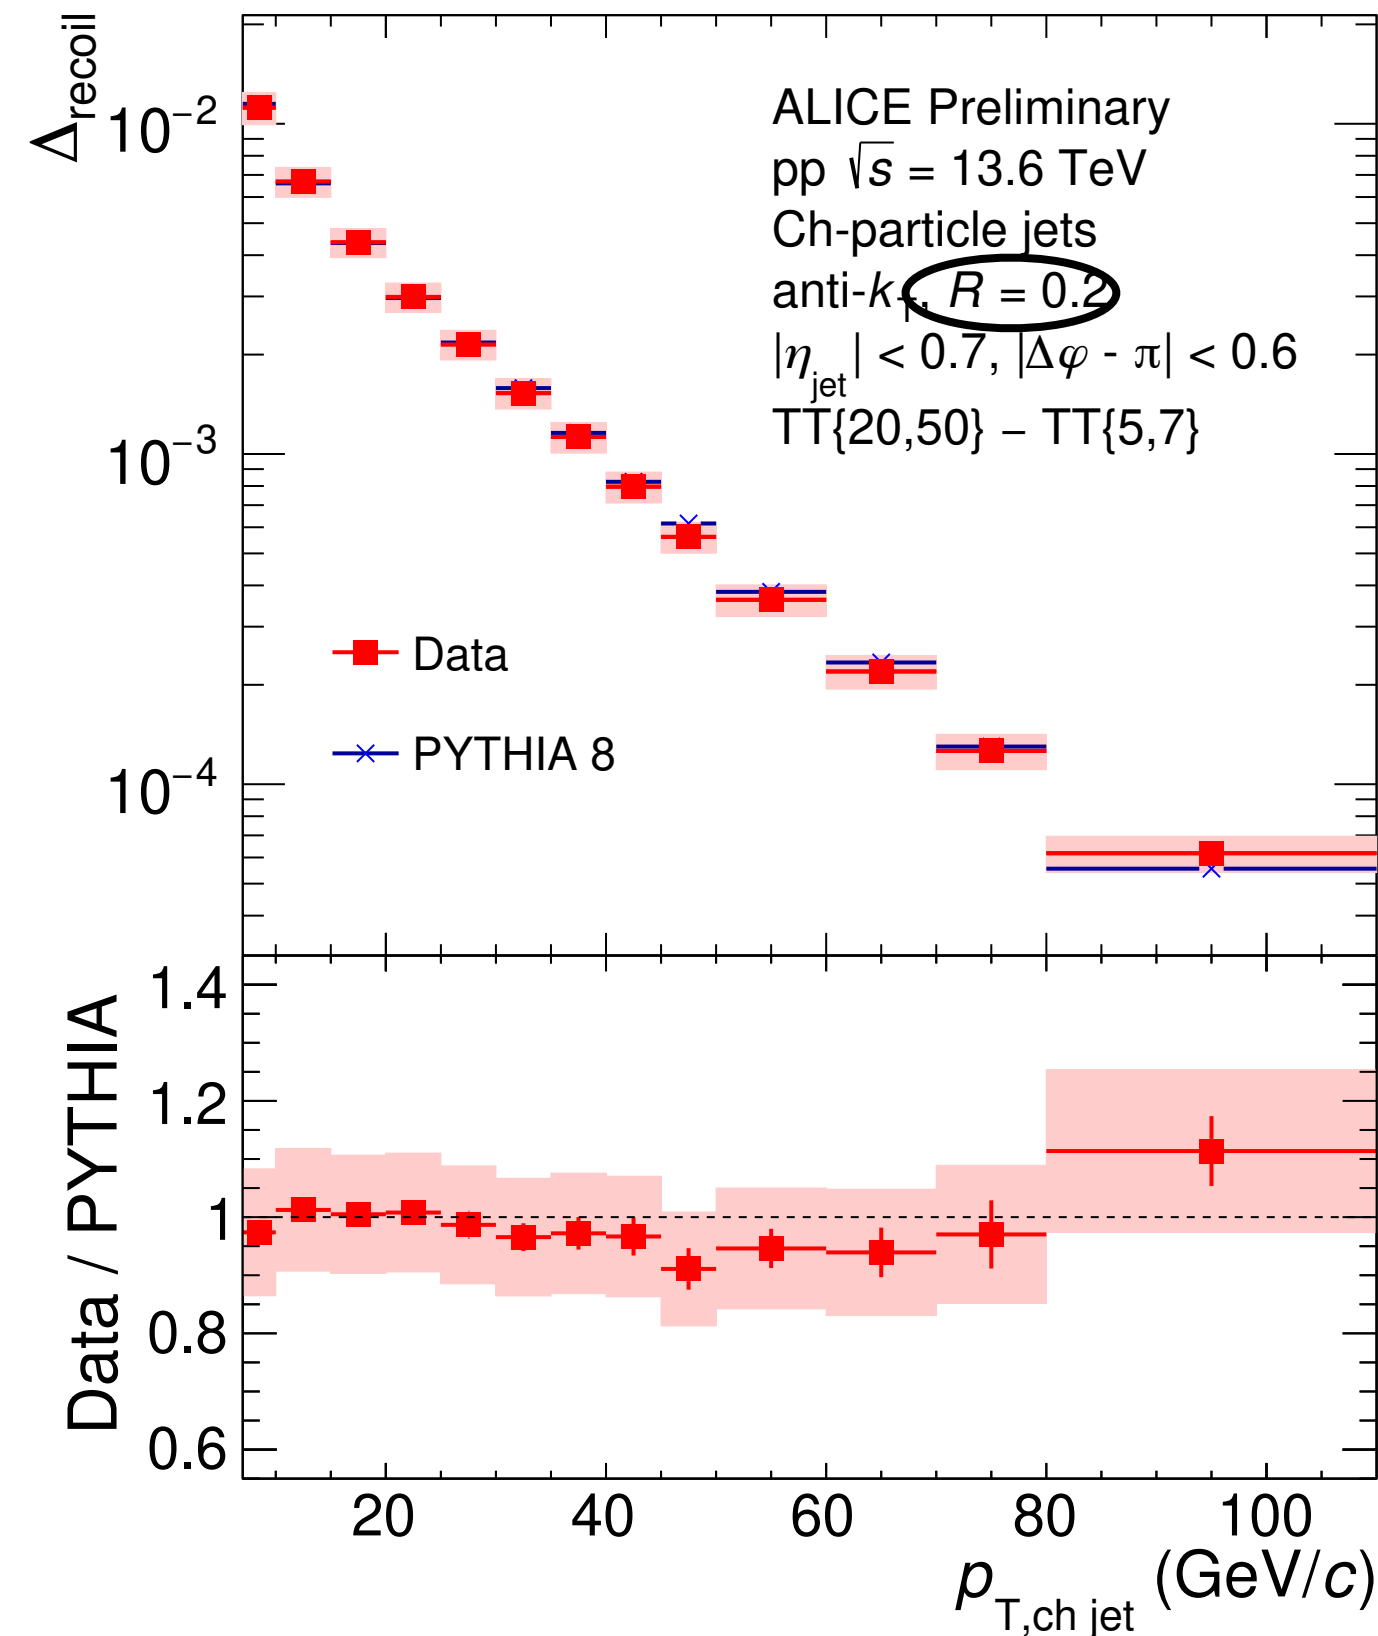 Δrecoil
10−2
10−3
10−4
ALICE Preliminary
pp √s = 13.6 TeV
Ch-particle jets
anti-kT, R = 0.2
|ηjet| < 0.7, |Δφ - π| < 0.6
TT{20,50} – TT{5,7}
Data
PYTHIA 8
Data / PYTHIA
1.4
1.2
1
0.8
0.6
20 40 60 80 100
pT,ch jet (GeV/c)